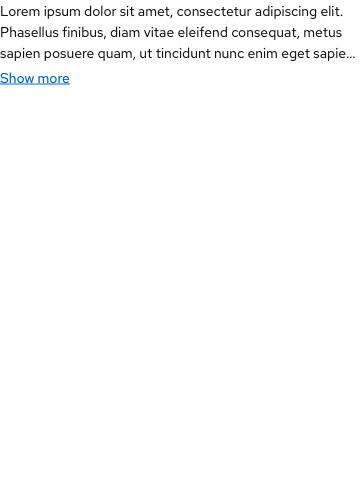 Lorem ipsum dolor sit amet, consectetur adipiscing elit.
Phasellus finibus, diam vitae eleifend consequat, metus
sapien posuere quam, ut tincidunt nunc enim eget sapie...
Show more